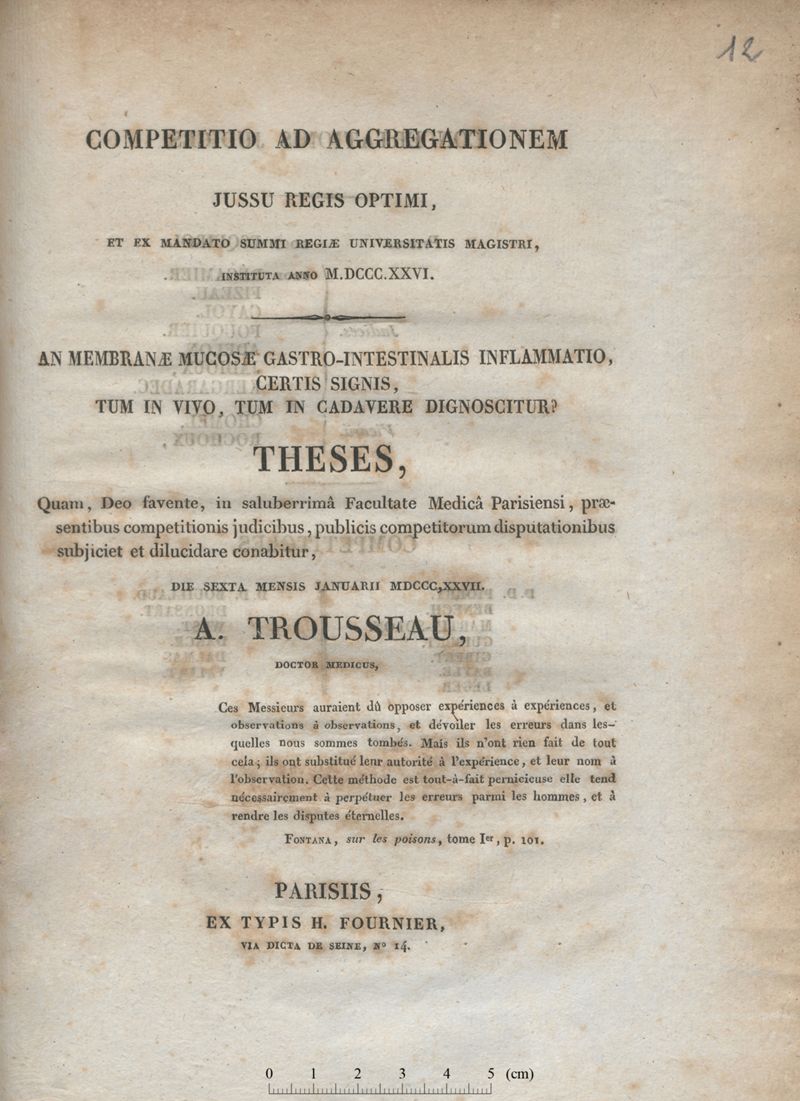 12
COMPETITIO AD AGGREGATIONEM
JUSSU REGIS OPTIMI,
ET EX MANDATO SUMMI REGIÆ UNIVERSITATIS MAGISTRI,
INSTITUTA ANNO M.DCCC.XXVI.
AN MEMBRANÆ MUCOSÆ GASTRO-INTESTINALIS INFLAMMATIO,
CERTIS SIGNIS,
TUM IN VIVO, TUM IN CADAVERE DIGNOSCITUR?
THESES,
Quam, Deo favente, in saluberrimâ Facultate Medicâ Parisiensi, præ-
sentibus competitionis judicibus, publicis competitorum disputationibus
subjiciet et dilucidare conabitur,
DIE SEXTA MENSIS JANUARII MDCCC,XXVII.
A. TROUSSEAU,
DOCTOR MEDICUS,
Ces Messieurs auraient dû opposer expériences à expériences, et
observations à observations, et dévoiler les erreurs dans les-
quelles nous sommes tombés. Mais ils n'ont rien fait de tout
cela; ils ont substitué leur autorité à l'expérience, et leur nom à
l'observation. Cette méthode est tout-à-fait pernicieuse elle tend
nécessairement à perpétuer les erreurs parmi les hommes, et à
rendre les disputes éternelles.
FONTANA, sur les poisons, tome Ier, p. 101.
PARISIIS,
EX TYPIS H. FOURNIER,
VIA DICTA DE SEINE, N° 14.
0 1 2 3 4 5 (cm)